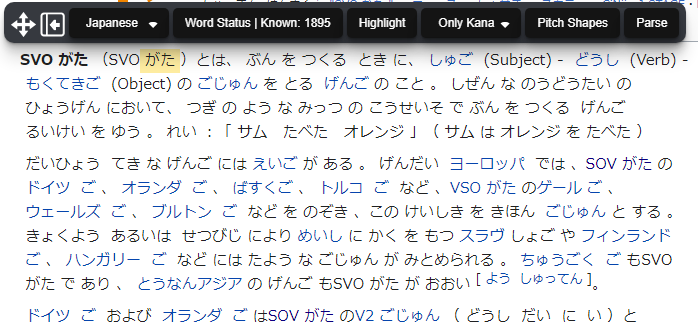 Japanese Word Status | Known: 1895 Highlight Only Kana Pitch Shapes Parse
SVO がた （SVO がた ）とは、 ぶん を つくる とき に、 しゅご (Subject) - どうし (Verb) -
もくてきご (Object) の ごじゅん を とる げんご の こと 。 しぜん な のうどうたい の
ひょうげん において、 つぎ の よう な みっつ の こうせいそ で ぶん を つくる げんご
るいけい を ゆう 。 れい ：「 サム たべた オレンジ 」（ サム は オレンジ を たべた ）
だいひょう てき な げんご には えいご が ある 。 げんだい ヨーロッパ では 、SOV がた の
ドイツ ご 、 オランダ ご 、 ばすくご 、 トルコ ご など 、VSO がた のゲール ご 、
ウェールズ ご 、 ブルトン ご など を のぞき 、この けいしき を きほん ごじゅん と する 。
きょくよう あるいは せつびじ により めいし に かく を もつ スラヴ しょご や フィンランド
ご 、 ハンガリー ご など には たよう な ごじゅん が みとめられる 。 ちゅうごく ご もSVO
がた で あり 、 とうなんアジア の げんご もSVO がた が おおい [ よう しゅってん ]。
ドイツ ご および オランダ ご はSOV がた のV2 ごじゅん （ どうし だい に い ）と